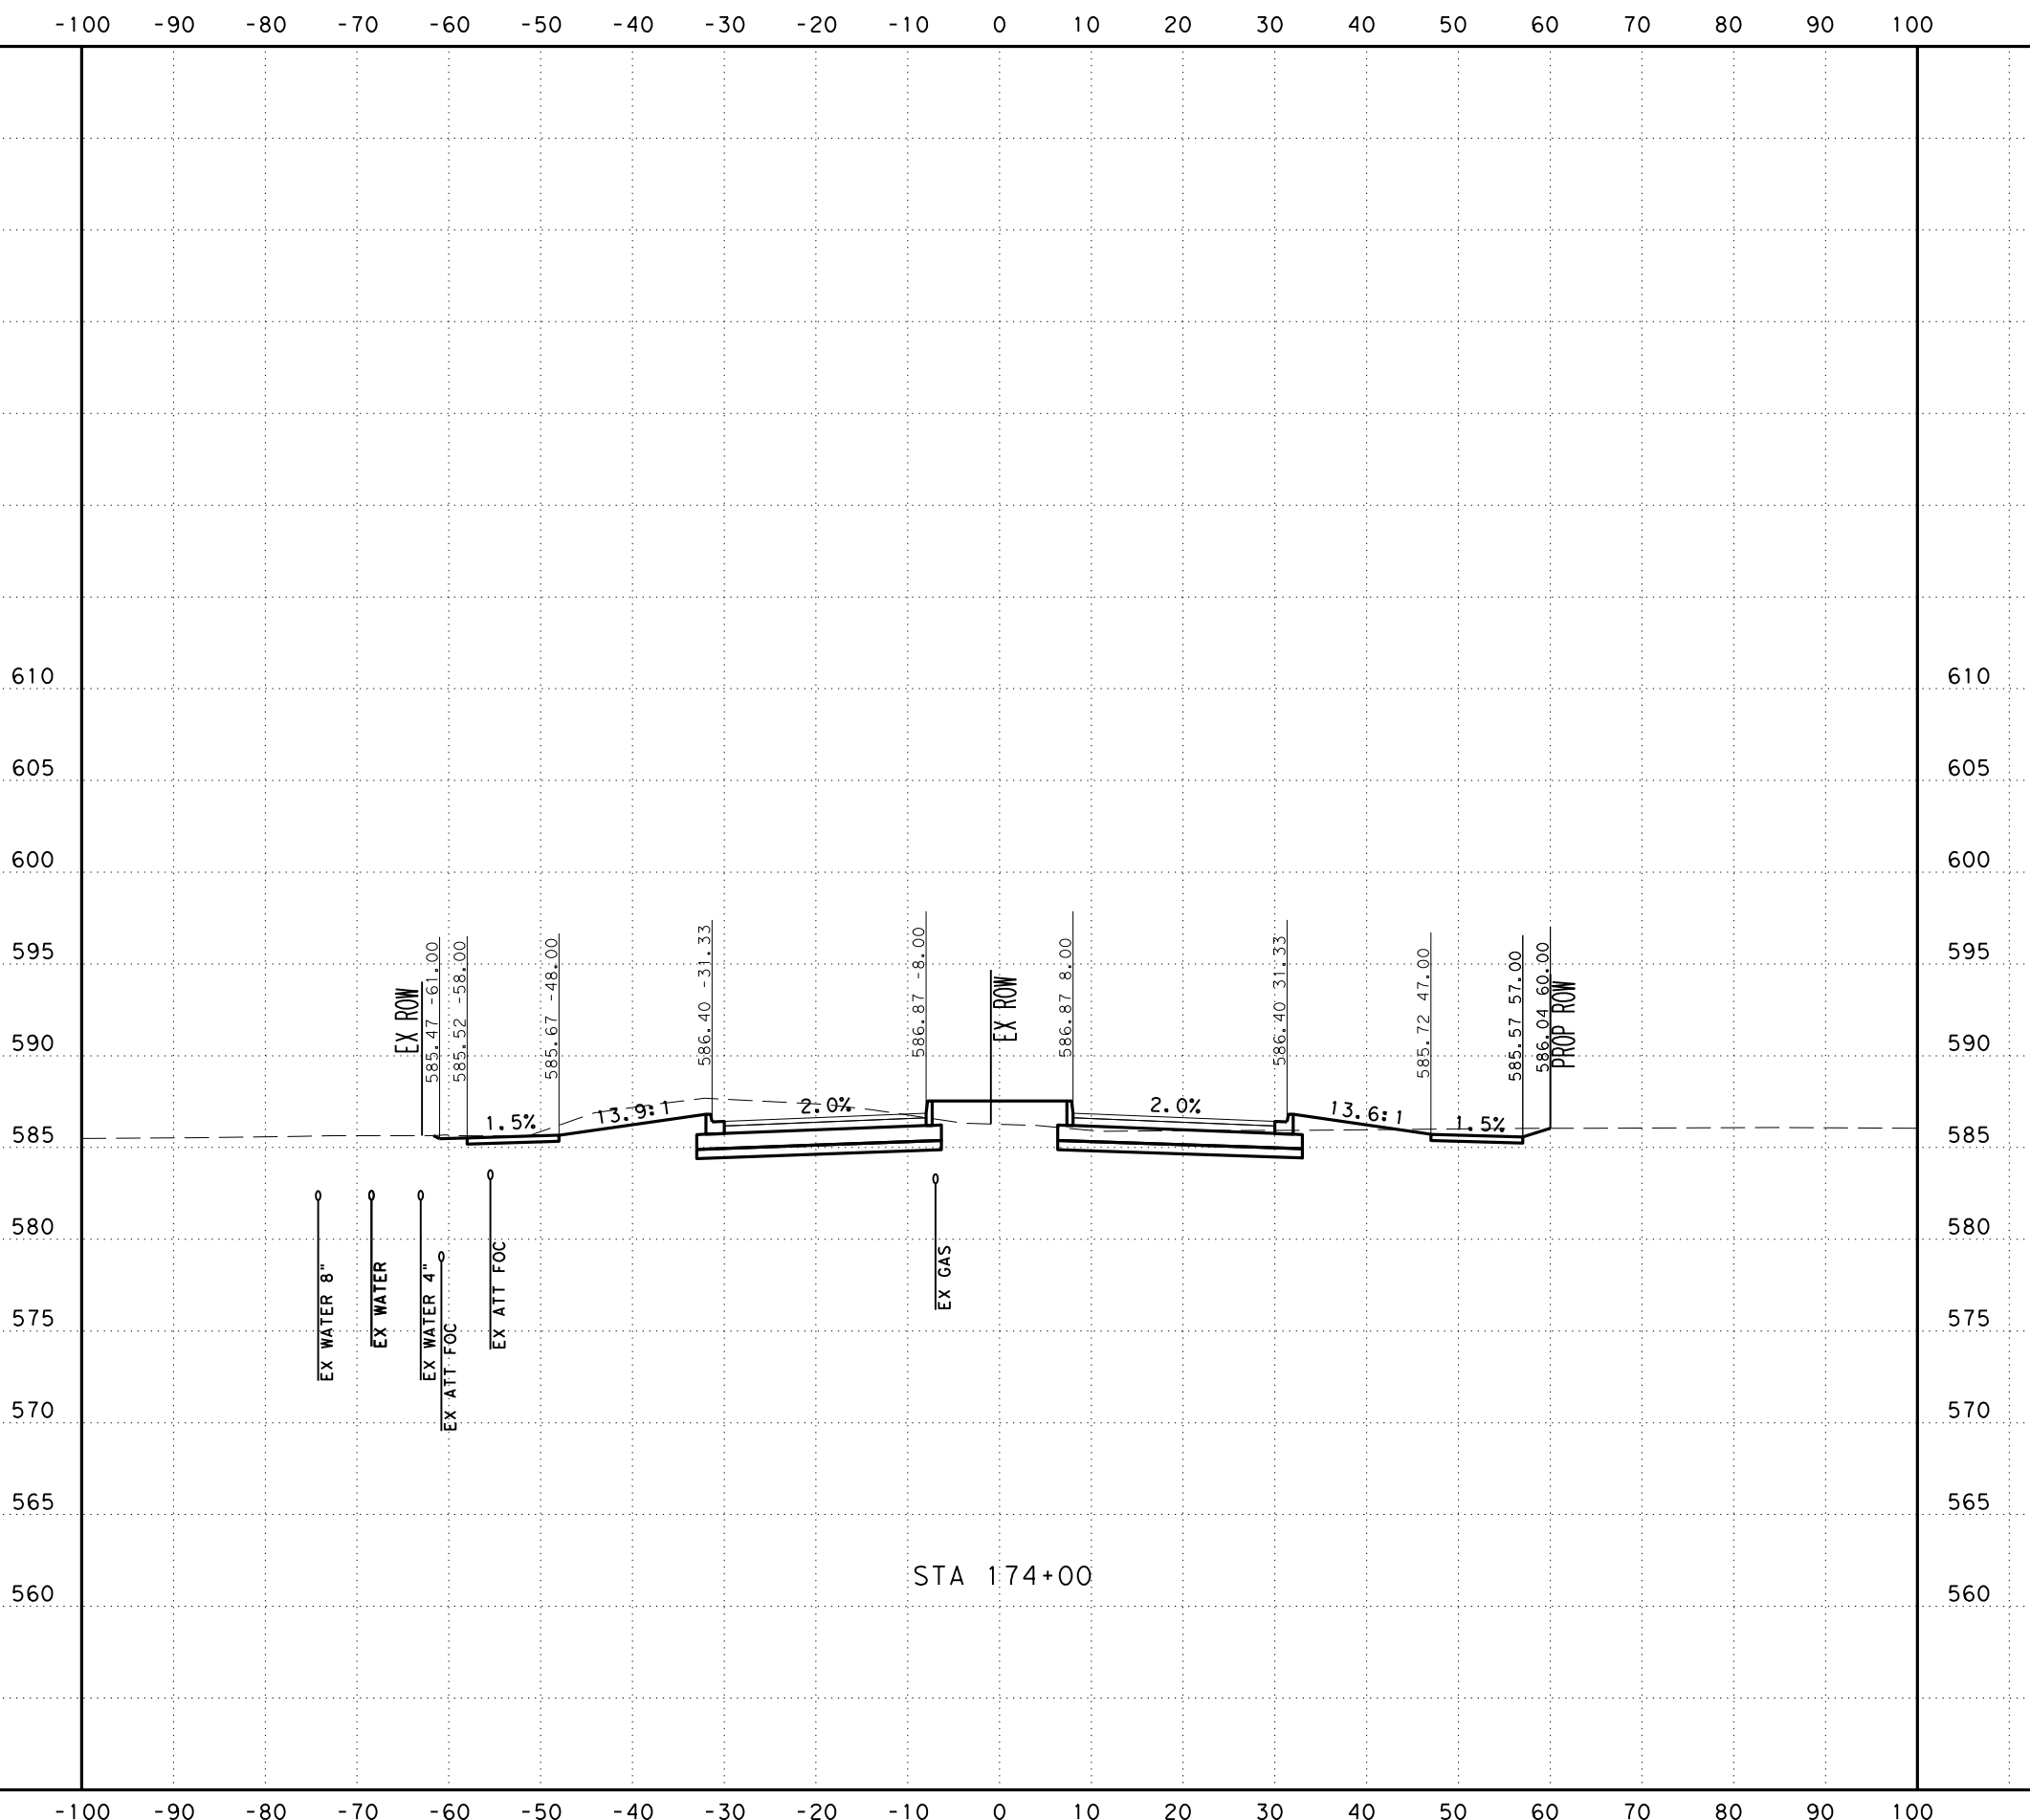 -100 -90 -80 -70 -60 -50 -40 -30 -20 -10 0 10 20 30 40 50 60 70 80 90 100
610 610
605 605
600 600
595 595
590 590
585 585
580 580
575 575
570 570
565 565
560 560
EX ROW
585.47 -61.00
585.52 -58.00
585.67 -48.00
586.40 -31.33
586.87 -8.00
EX ROW
586.87 8.00
586.40 31.33
585.72 47.00
585.57 57.00
586.04 60.00
PROP ROW
1.5%
13.9:1
2.0%
2.0%
13.6:1
1.5%
EX WATER 8"
EX WATER
EX WATER 4"
EX ATT FOC
EX ATT FOC
EX GAS
STA 174+00
-100 -90 -80 -70 -60 -50 -40 -30 -20 -10 0 10 20 30 40 50 60 70 80 90 100